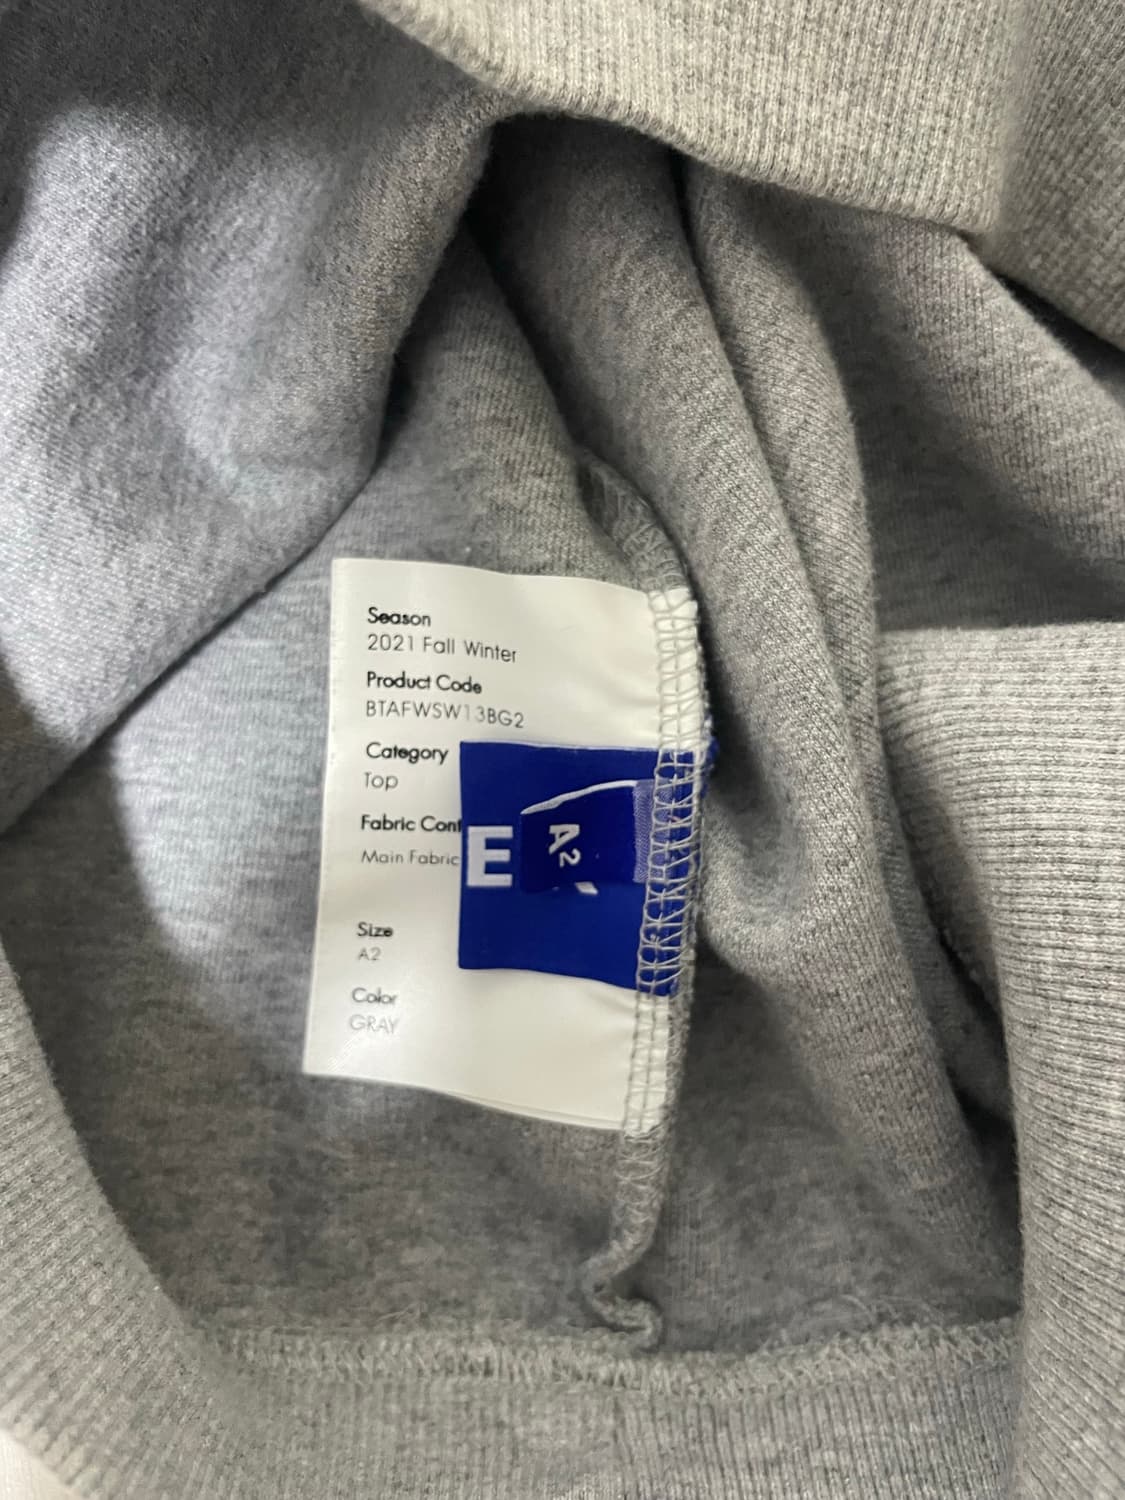 Season
2021 Fall Winter
Product Code
BTAFWSW13BG2
Category
Top
Fabric Cont
Main Fabric
E
A2
Size
A2
Color
GRAY